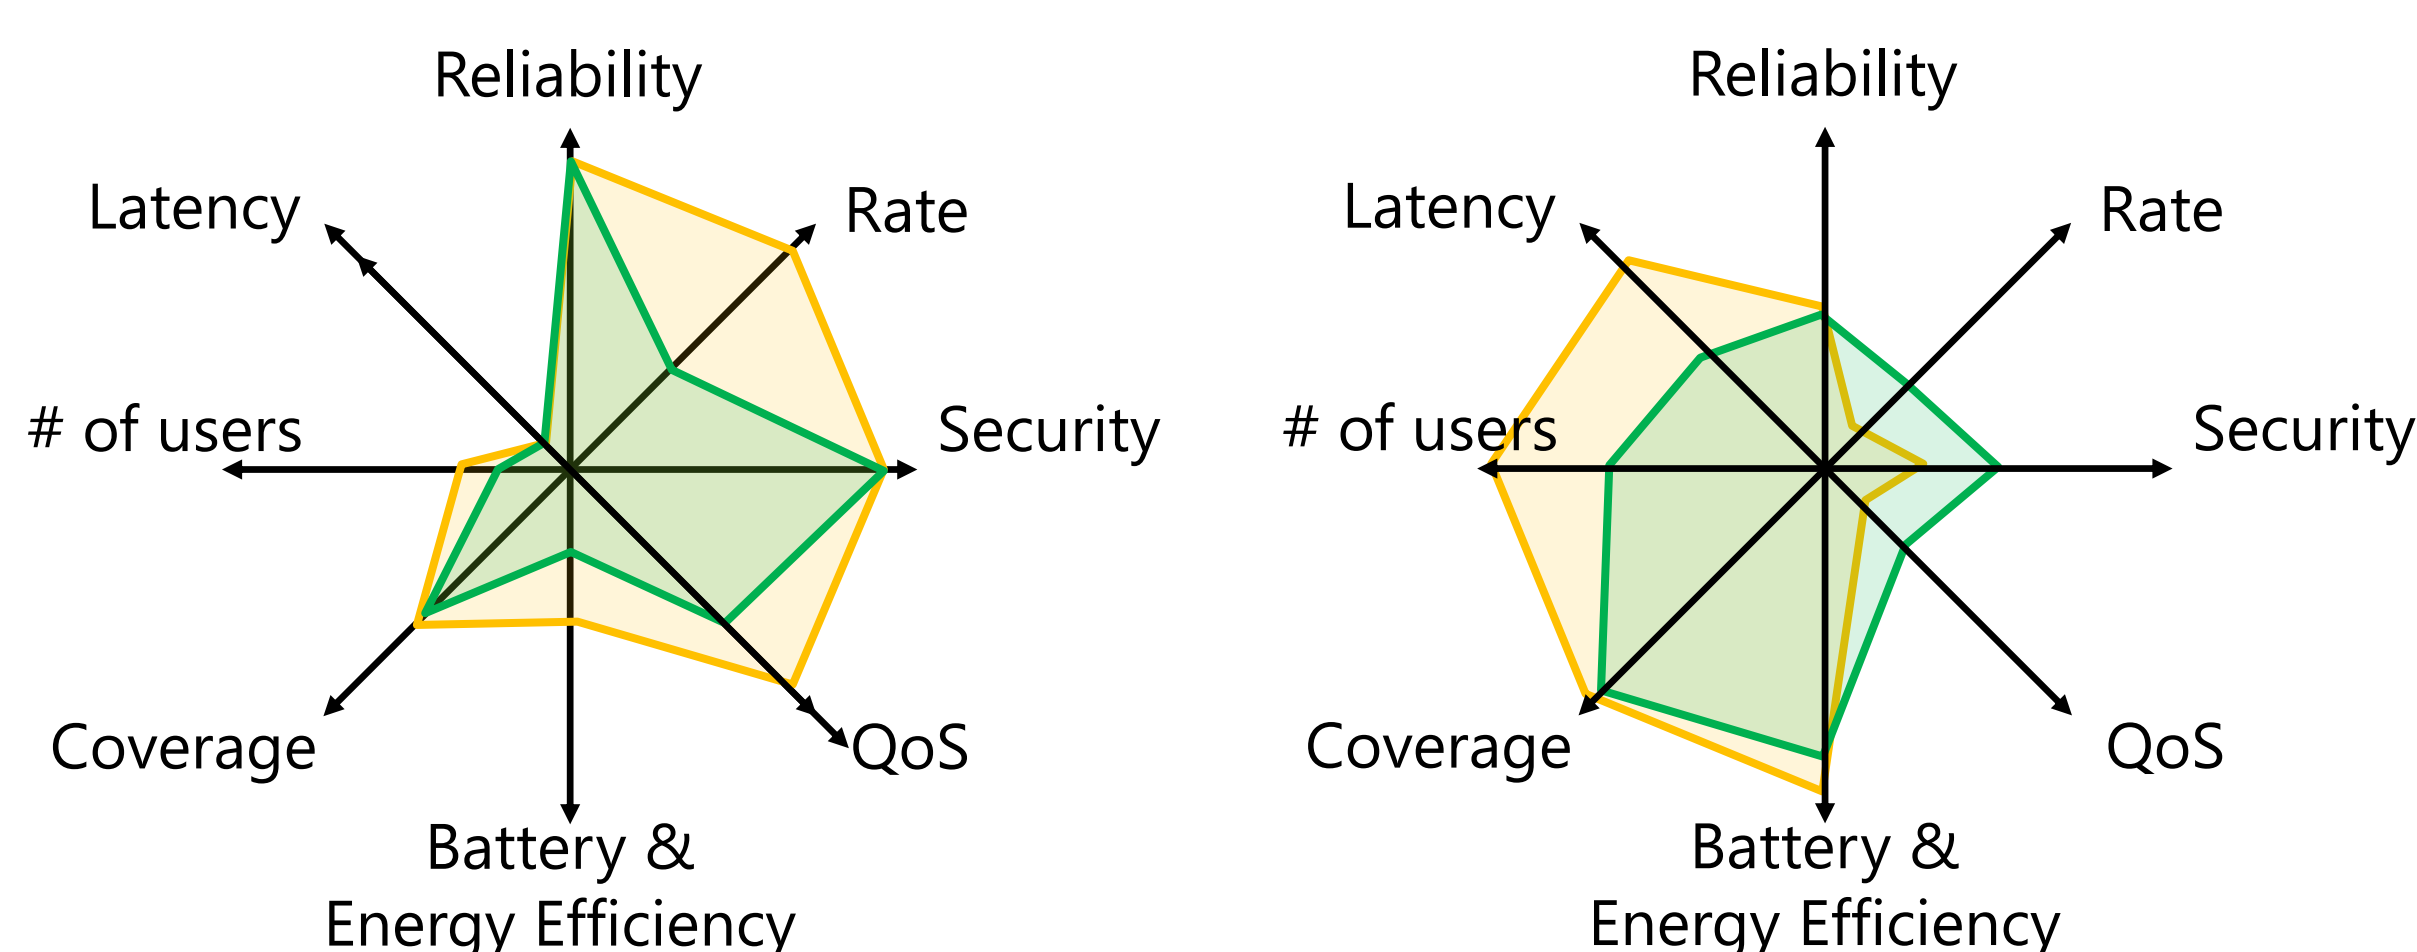 Reliability
Latency
Rate
# of users
Security
Coverage
QoS
Battery &
Energy Efficiency
Reliability
Latency
Rate
# of users
Security
Coverage
QoS
Battery &
Energy Efficiency